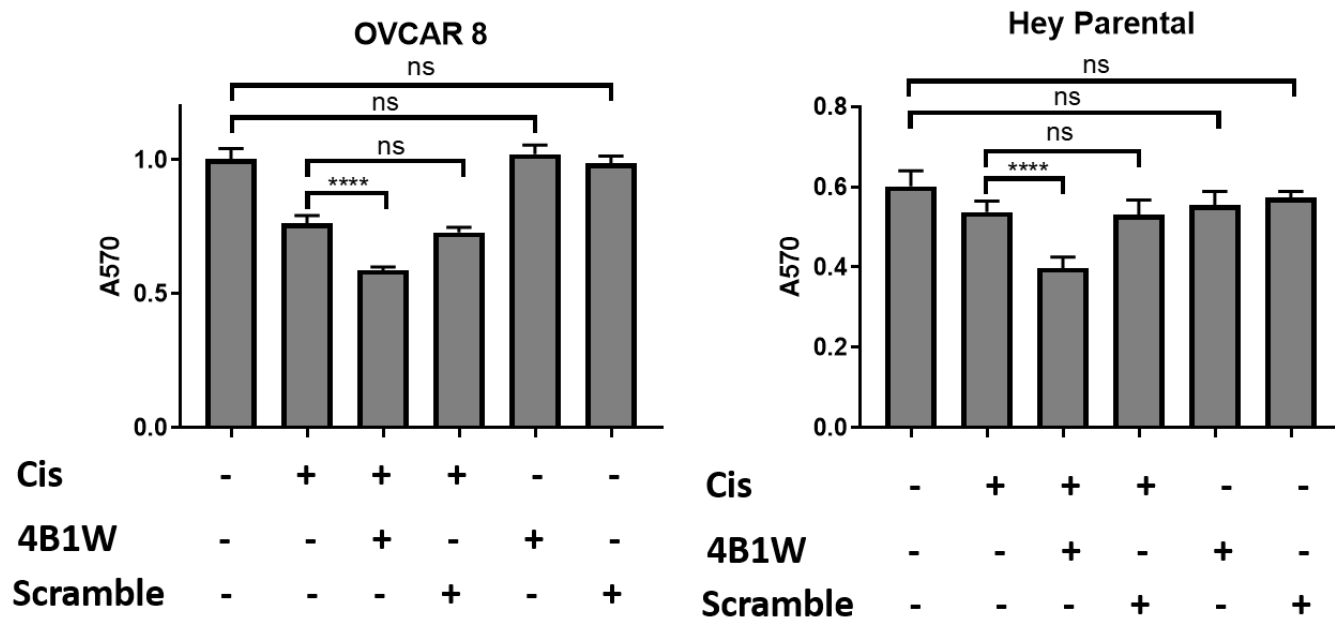 OVCAR 8
ns
ns
ns
****
1.0
0.5
0.0
A570
Cis - + + + - -
4B1W - - + - + -
Scramble - - - + - +
Hey Parental
ns
ns
ns
****
0.8
0.6
0.4
0.2
0.0
A570
Cis - + + + - -
4B1W - - + - + -
Scramble - - - + - +